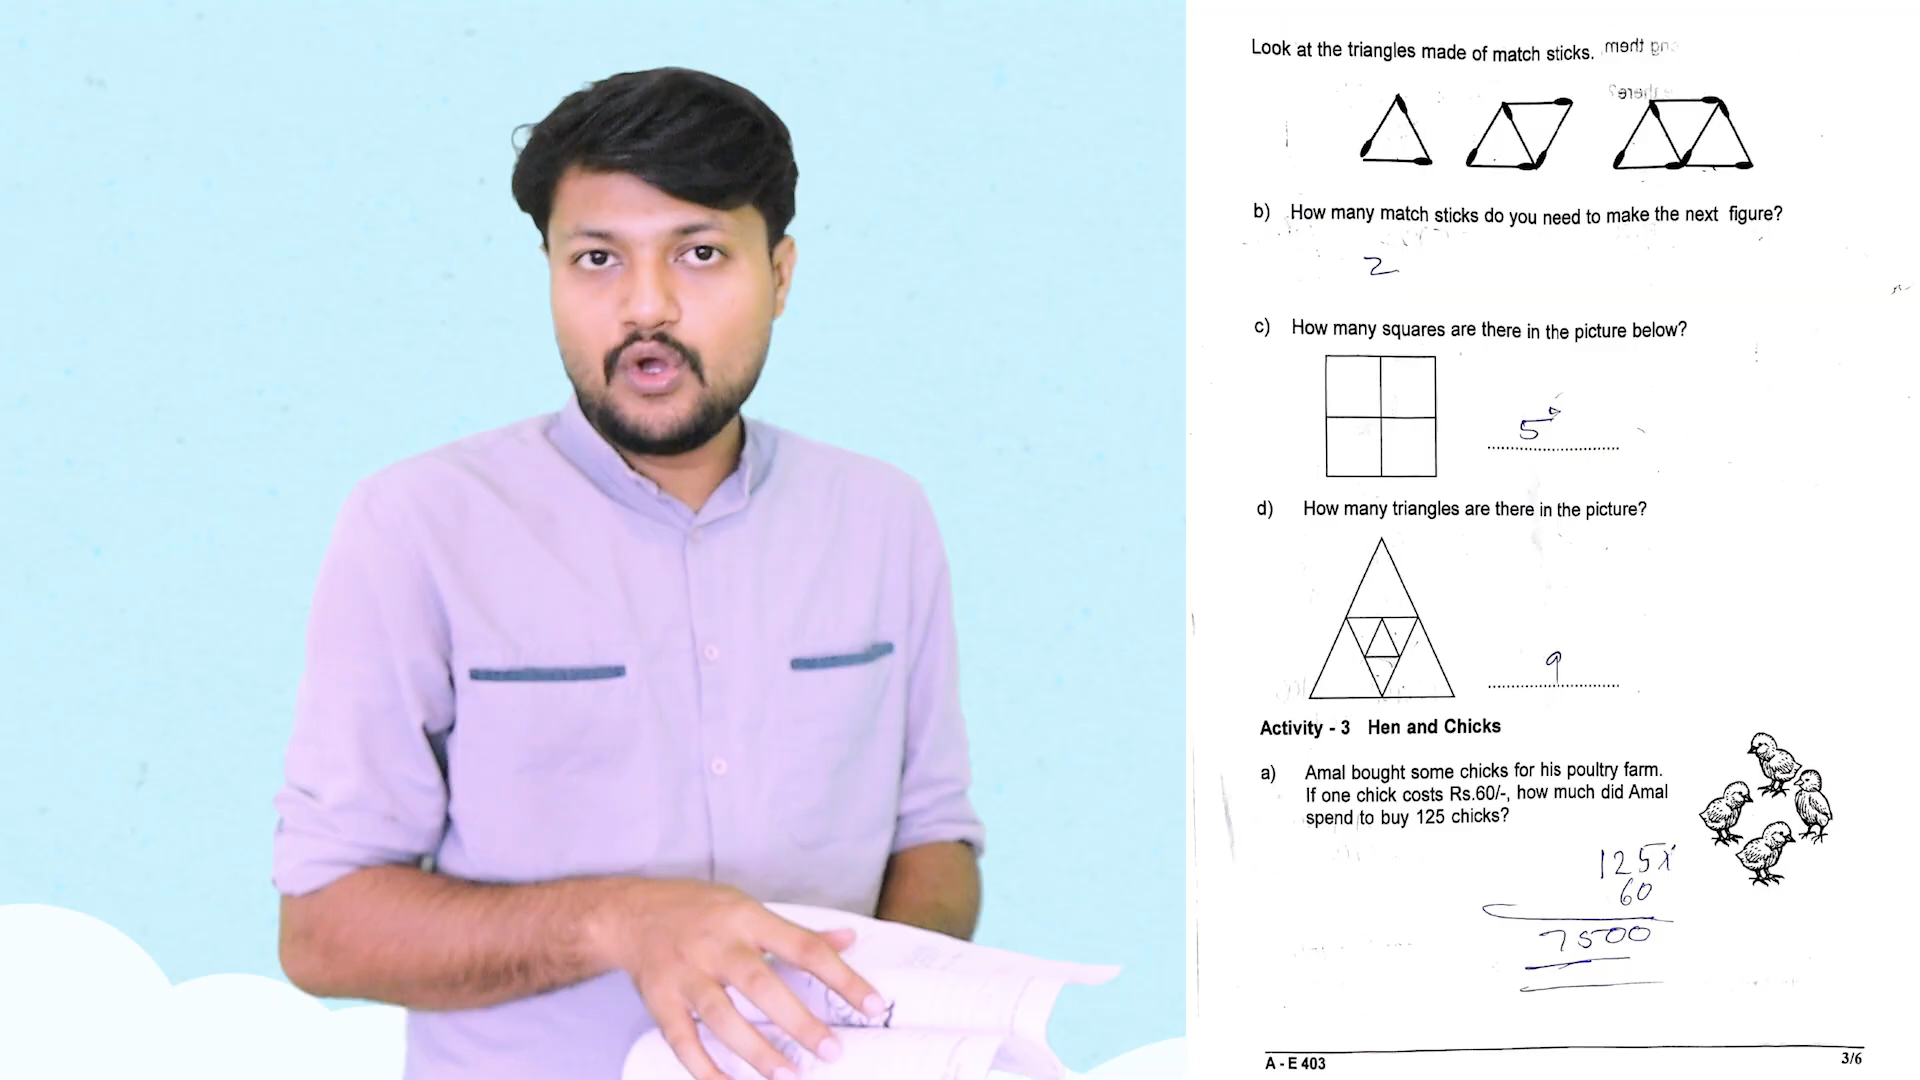 Look at the triangles made of match sticks.
b) How many match sticks do you need to make the next figure?
2
c) How many squares are there in the picture below?
5
d) How many triangles are there in the picture?
9
Activity - 3 Hen and Chicks
a) Amal bought some chicks for his poultry farm.
If one chick costs Rs.60/-, how much did Amal
spend to buy 125 chicks?
125x
60
7500
A - E 403
3/6